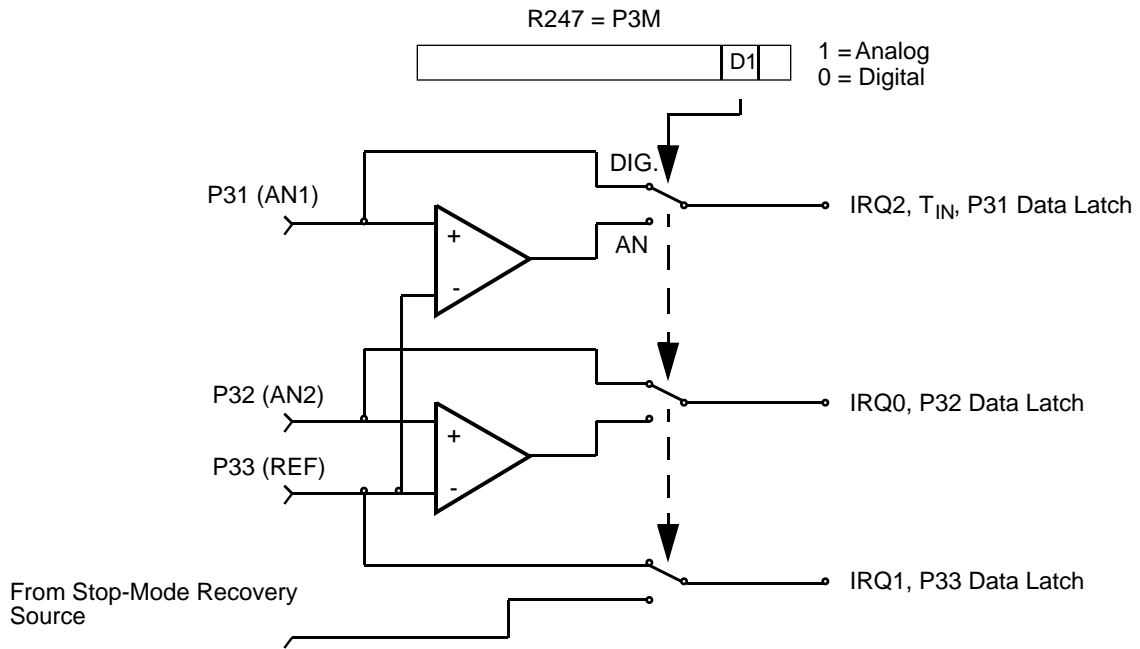 R247 = P3M
D1
1 = Analog
0 = Digital
DIG.
P31 (AN1)
IRQ2, TIN, P31 Data Latch
+
AN
-
P32 (AN2)
IRQ0, P32 Data Latch
+
P33 (REF)
-
IRQ1, P33 Data Latch
From Stop-Mode Recovery
Source